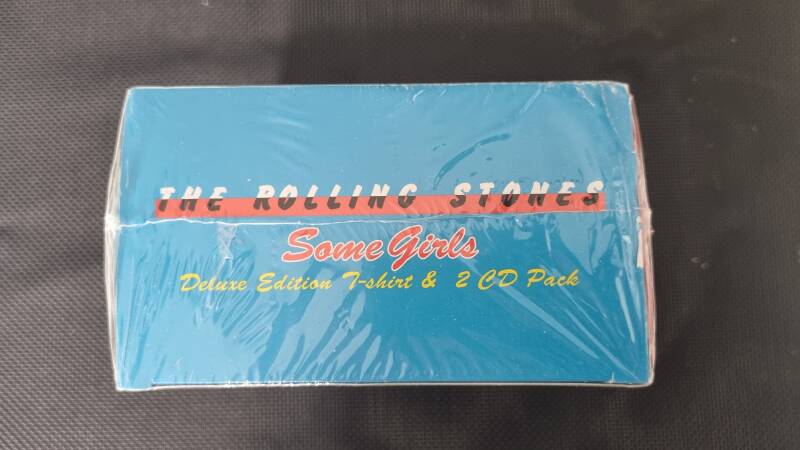 THE ROLLING STONES
Some Girls
Deluxe Edition T-shirt & 2 CD Pack